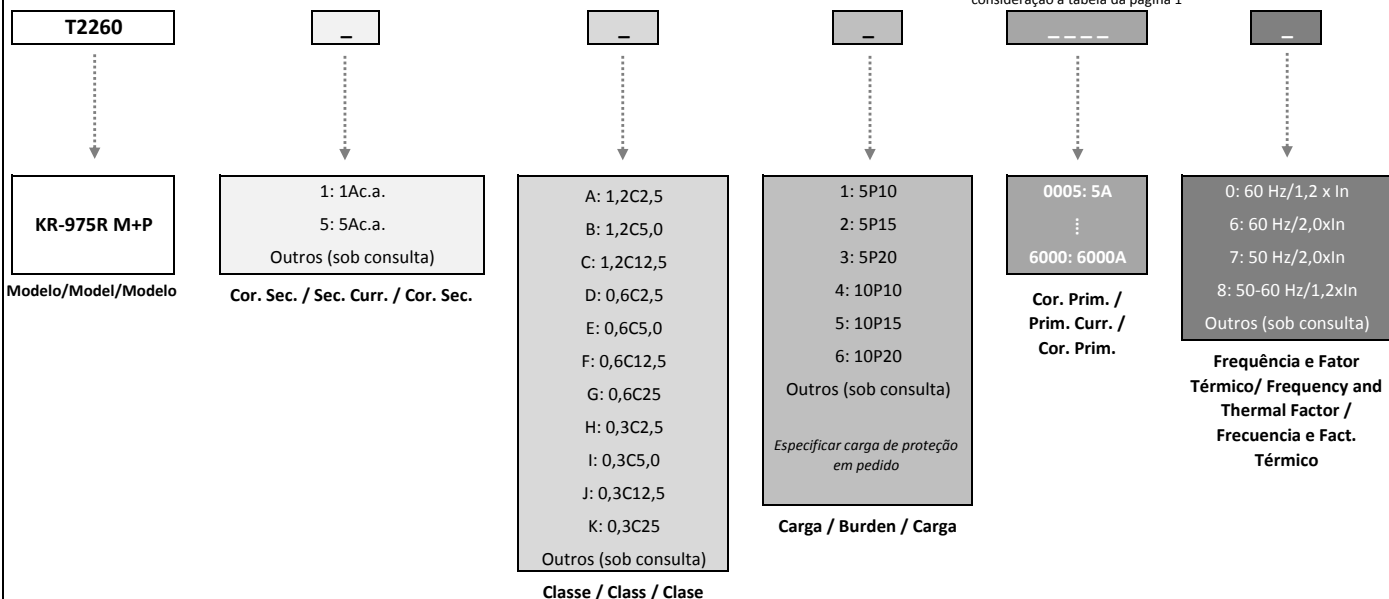 consideração a tabela da página 1
T2260
_
_
_
_ _ _ _
_
KR-975R M+P
Modelo/Model/Modelo
1: 1Ac.a.
5: 5Ac.a.
Outros (sob consulta)
Cor. Sec. / Sec. Curr. / Cor. Sec.
A: 1,2C2,5
B: 1,2C5,0
C: 1,2C12,5
D: 0,6C2,5
E: 0,6C5,0
F: 0,6C12,5
G: 0,6C25
H: 0,3C2,5
I: 0,3C5,0
J: 0,3C12,5
K: 0,3C25
Outros (sob consulta)
Classe / Class / Clase
1: 5P10
2: 5P15
3: 5P20
4: 10P10
5: 10P15
6: 10P20
Outros (sob consulta)
Especificar carga de proteção
em pedido
Carga / Burden / Carga
0005: 5A
⁞
6000: 6000A
Cor. Prim. /
Prim. Curr. /
Cor. Prim.
0: 60 Hz/1,2 x In
6: 60 Hz/2,0xIn
7: 50 Hz/2,0xIn
8: 50-60 Hz/1,2xIn
Outros (sob consulta)
Frequência e Fator
Térmico/ Frequency and
Thermal Factor /
Frecuencia e Fact.
Térmico